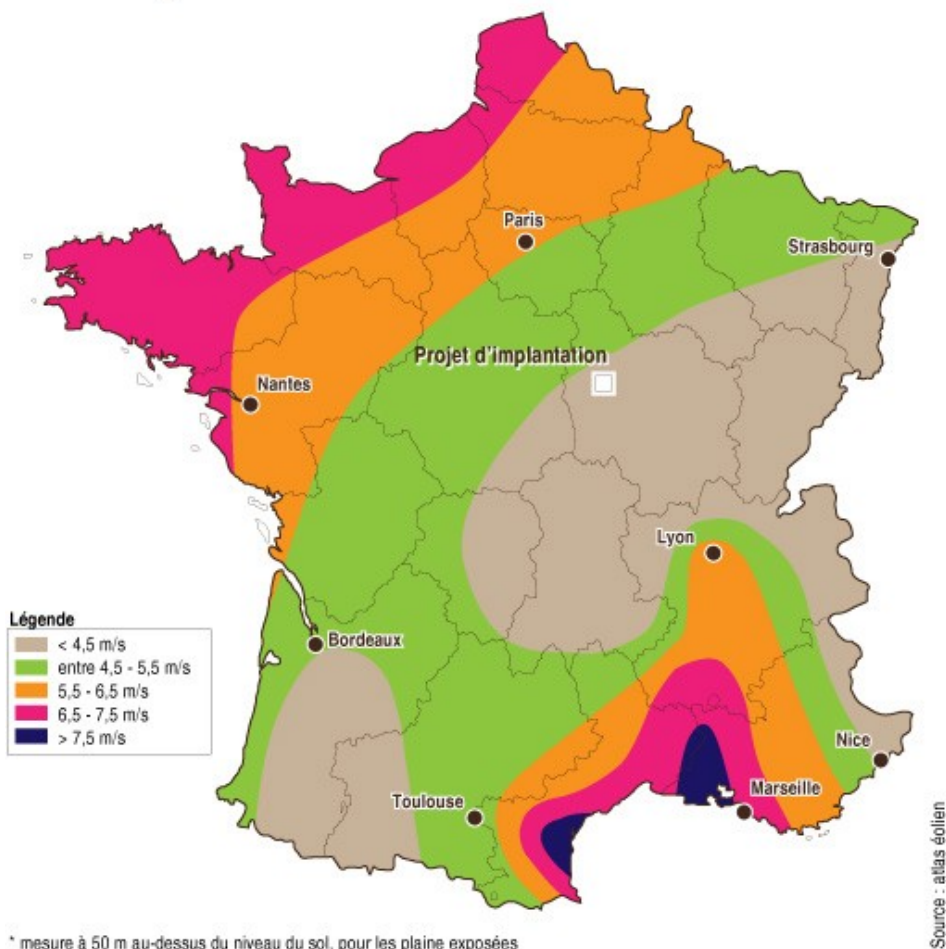 Paris
Strasbourg
Projet d'implantation
Nantes
Lyon
Légende
< 4,5 m/s
entre 4,5 - 5,5 m/s
5,5 - 6,5 m/s
6,5 - 7,5 m/s
> 7,5 m/s
Bordeaux
Nice
Toulouse
Marseille
Source : atlas éolien
* mesure à 50 m au-dessus du niveau du sol, pour les plaine exposées